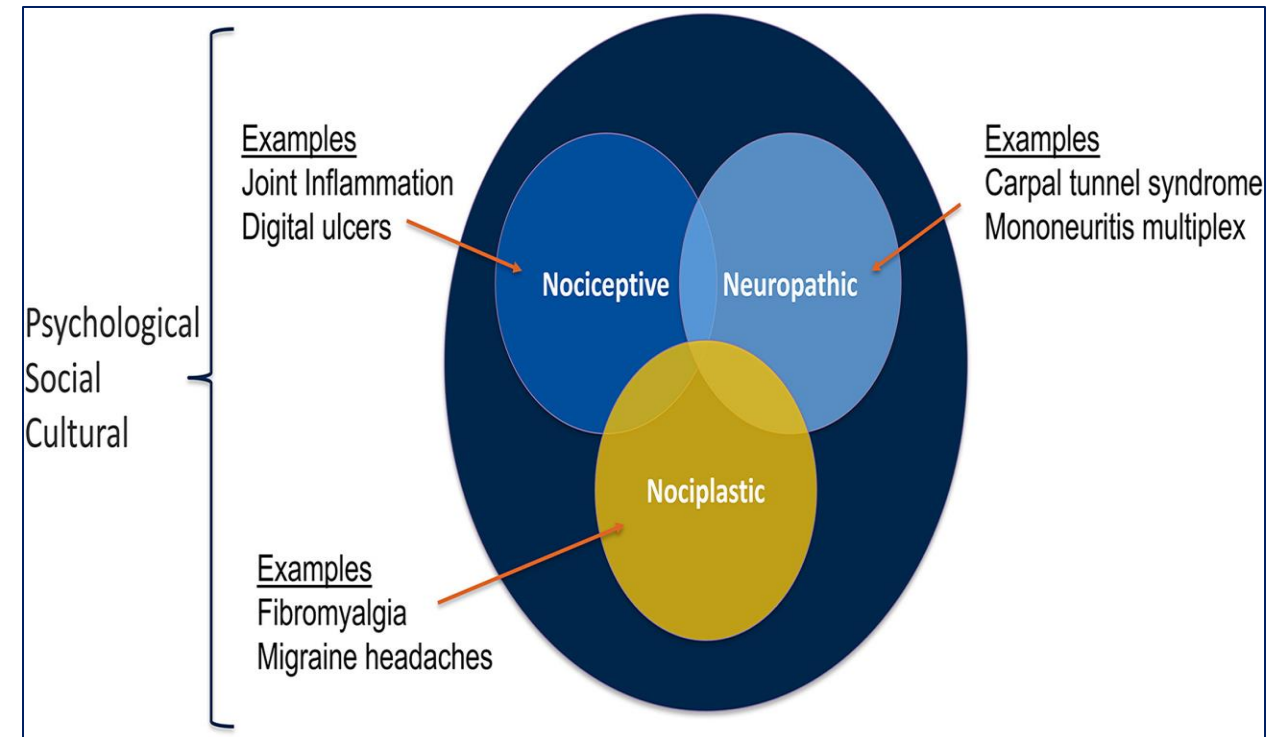 Examples
Joint Inflammation
Digital ulcers
Examples
Carpal tunnel syndrome
Mononeuritis multiplex
Nociceptive
Neuropathic
Psychological
Social
Cultural
Nociplastic
Examples
Fibromyalgia
Migraine headaches